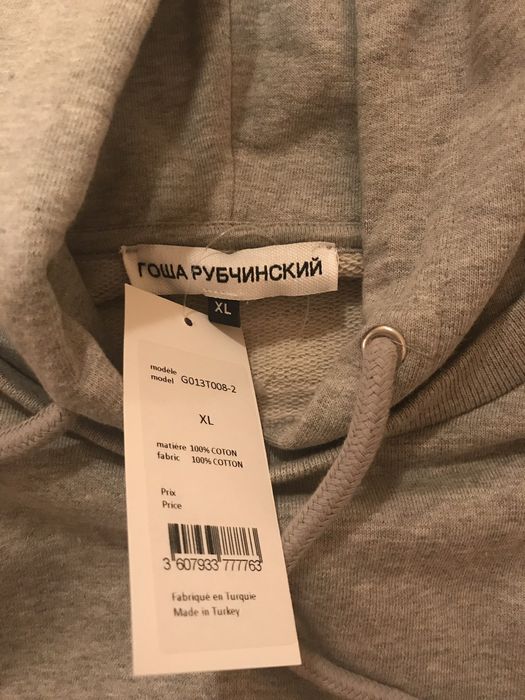 ГОША РУБЧИНСКИЙ
XL
modèle
model G013T008-2
XL
matière 100% COTON
fabric 100% COTTON
Prix
Price
3 607933 777763
Fabriqué en Turquie
Made in Turkey